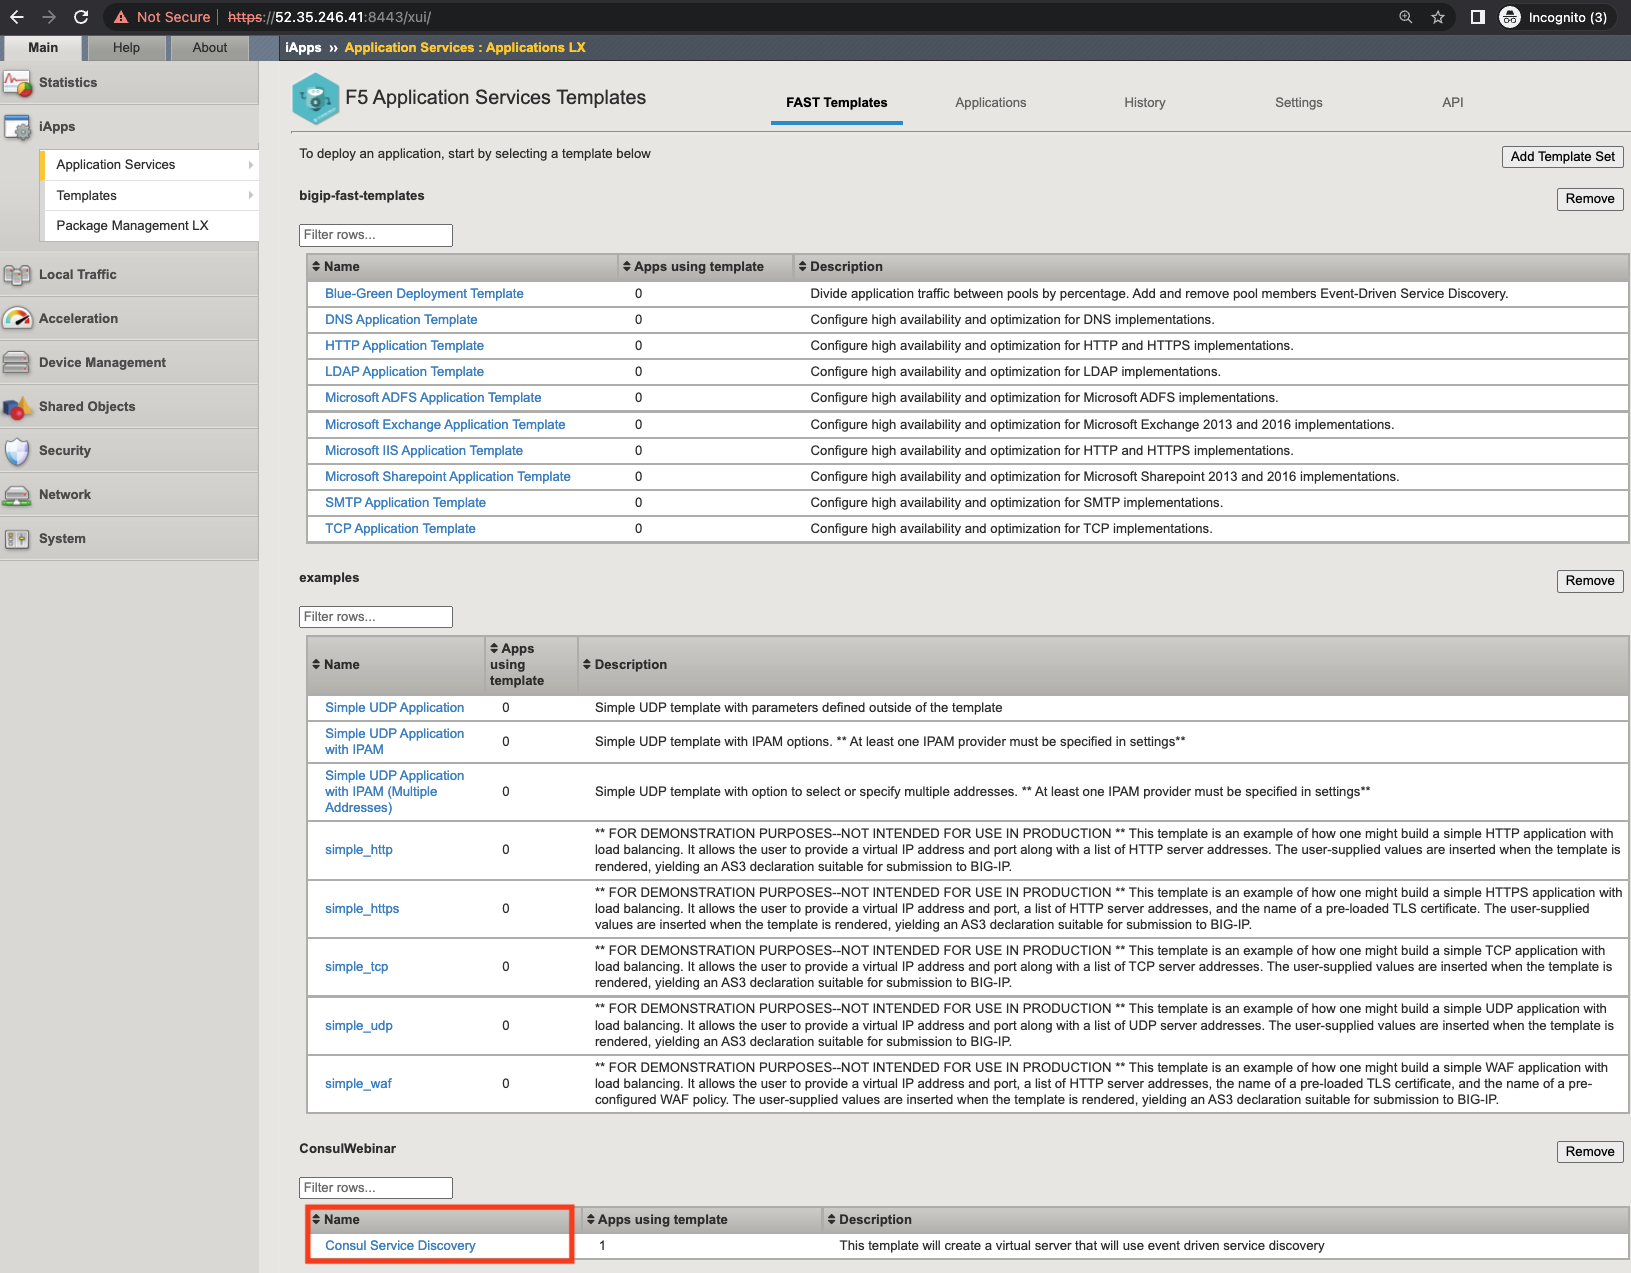 Not Secure
https://52.35.246.41:8443/xui/
Incognito (3)
Main
Help
About
iApps » Application Services : Applications LX
Statistics
iApps
Application Services
Templates
Package Management LX
Local Traffic
Acceleration
Device Management
Shared Objects
Security
Network
System
F5 Application Services Templates
FAST Templates
Applications
History
Settings
API
To deploy an application, start by selecting a template below
Add Template Set
bigip-fast-templates
Remove
Filter rows...
Name Apps using template Description
Blue-Green Deployment Template 0 Divide application traffic between pools by percentage. Add and remove pool members Event-Driven Service Discovery.
DNS Application Template 0 Configure high availability and optimization for DNS implementations.
HTTP Application Template 0 Configure high availability and optimization for HTTP and HTTPS implementations.
LDAP Application Template 0 Configure high availability and optimization for LDAP implementations.
Microsoft ADFS Application Template 0 Configure high availability and optimization for Microsoft ADFS implementations.
Microsoft Exchange Application Template 0 Configure high availability and optimization for Microsoft Exchange 2013 and 2016 implementations.
Microsoft IIS Application Template 0 Configure high availability and optimization for HTTP and HTTPS implementations.
Microsoft Sharepoint Application Template 0 Configure high availability and optimization for Microsoft Sharepoint 2013 and 2016 implementations.
SMTP Application Template 0 Configure high availability and optimization for SMTP implementations.
TCP Application Template 0 Configure high availability and optimization for TCP implementations.
examples
Remove
Filter rows...
Name
Apps
using
template
Description
Simple UDP Application 0 Simple UDP template with parameters defined outside of the template
Simple UDP Application
with IPAM
0
Simple UDP template with IPAM options. ** At least one IPAM provider must be specified in settings**
Simple UDP Application
with IPAM (Multiple
Addresses)
0
Simple UDP template with option to select or specify multiple addresses. ** At least one IPAM provider must be specified in settings**
simple_http
0
** FOR DEMONSTRATION PURPOSES--NOT INTENDED FOR USE IN PRODUCTION ** This template is an example of how one might build a simple HTTP application with
load balancing. It allows the user to provide a virtual IP address and port along with a list of HTTP server addresses. The user-supplied values are inserted when the template is
rendered, yielding an AS3 declaration suitable for submission to BIG-IP.
simple_https
0
** FOR DEMONSTRATION PURPOSES--NOT INTENDED FOR USE IN PRODUCTION ** This template is an example of how one might build a simple HTTPS application with
load balancing. It allows the user to provide a virtual IP address and port, a list of HTTP server addresses, and the name of a pre-loaded TLS certificate. The user-supplied
values are inserted when the template is rendered, yielding an AS3 declaration suitable for submission to BIG-IP.
simple_tcp
0
** FOR DEMONSTRATION PURPOSES--NOT INTENDED FOR USE IN PRODUCTION ** This template is an example of how one might build a simple TCP application with
load balancing. It allows the user to provide a virtual IP address and port along with a list of TCP server addresses. The user-supplied values are inserted when the template is
rendered, yielding an AS3 declaration suitable for submission to BIG-IP.
simple_udp
0
** FOR DEMONSTRATION PURPOSES--NOT INTENDED FOR USE IN PRODUCTION ** This template is an example of how one might build a simple UDP application with
load balancing. It allows the user to provide a virtual IP address and port along with a list of UDP server addresses. The user-supplied values are inserted when the template is
rendered, yielding an AS3 declaration suitable for submission to BIG-IP.
simple_waf
0
** FOR DEMONSTRATION PURPOSES--NOT INTENDED FOR USE IN PRODUCTION ** This template is an example of how one might build a simple WAF application with
load balancing. It allows the user to provide a virtual IP address and port, a list of HTTP server addresses, the name of a pre-loaded TLS certificate, and the name of a pre-
configured WAF policy. The user-supplied values are inserted when the template is rendered, yielding an AS3 declaration suitable for submission to BIG-IP.
ConsulWebinar
Remove
Filter rows...
Name Apps using template Description
Consul Service Discovery 1 This template will create a virtual server that will use event driven service discovery